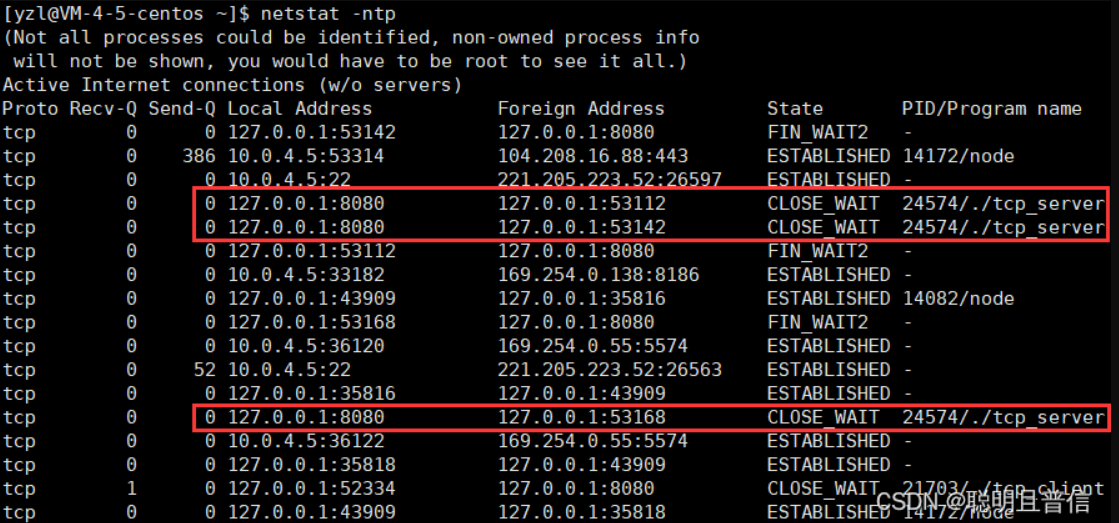 [yzl@VM-4-5-centos ~]$ netstat -ntp
(Not all processes could be identified, non-owned process info
 will not be shown, you would have to be root to see it all.)
Active Internet connections (w/o servers)
Proto Recv-Q Send-Q Local Address           Foreign Address         State       PID/Program name
tcp        0      0 127.0.0.1:53142         127.0.0.1:8080          FIN_WAIT2   -
tcp        0    386 10.0.4.5:53314          104.208.16.88:443       ESTABLISHED 14172/node
tcp        0      0 10.0.4.5:22             221.205.223.52:26597    ESTABLISHED -
tcp        0      0 127.0.0.1:8080          127.0.0.1:53112         CLOSE_WAIT  24574/./tcp_server
tcp        0      0 127.0.0.1:8080          127.0.0.1:53142         CLOSE_WAIT  24574/./tcp_server
tcp        0      0 127.0.0.1:53112         127.0.0.1:8080          FIN_WAIT2   -
tcp        0      0 10.0.4.5:33182          169.254.0.138:8186      ESTABLISHED -
tcp        0      0 127.0.0.1:43909         127.0.0.1:35816         ESTABLISHED 14082/node
tcp        0      0 127.0.0.1:53168         127.0.0.1:8080          FIN_WAIT2   -
tcp        0      0 10.0.4.5:36120          169.254.0.55:5574       ESTABLISHED -
tcp        0     52 10.0.4.5:22             221.205.223.52:26563    ESTABLISHED -
tcp        0      0 127.0.0.1:35816         127.0.0.1:43909         ESTABLISHED -
tcp        0      0 127.0.0.1:8080          127.0.0.1:53168         CLOSE_WAIT  24574/./tcp_server
tcp        0      0 10.0.4.5:36122          169.254.0.55:5574       ESTABLISHED -
tcp        0      0 127.0.0.1:35818         127.0.0.1:43909         ESTABLISHED -
tcp        1      0 127.0.0.1:52334         127.0.0.1:8080          CLOSE_WAIT  21703/./tcp_client
tcp        0      0 127.0.0.1:43909         127.0.0.1:35818         ESTABLISHED 14172/node
CSDN @聪明且普信